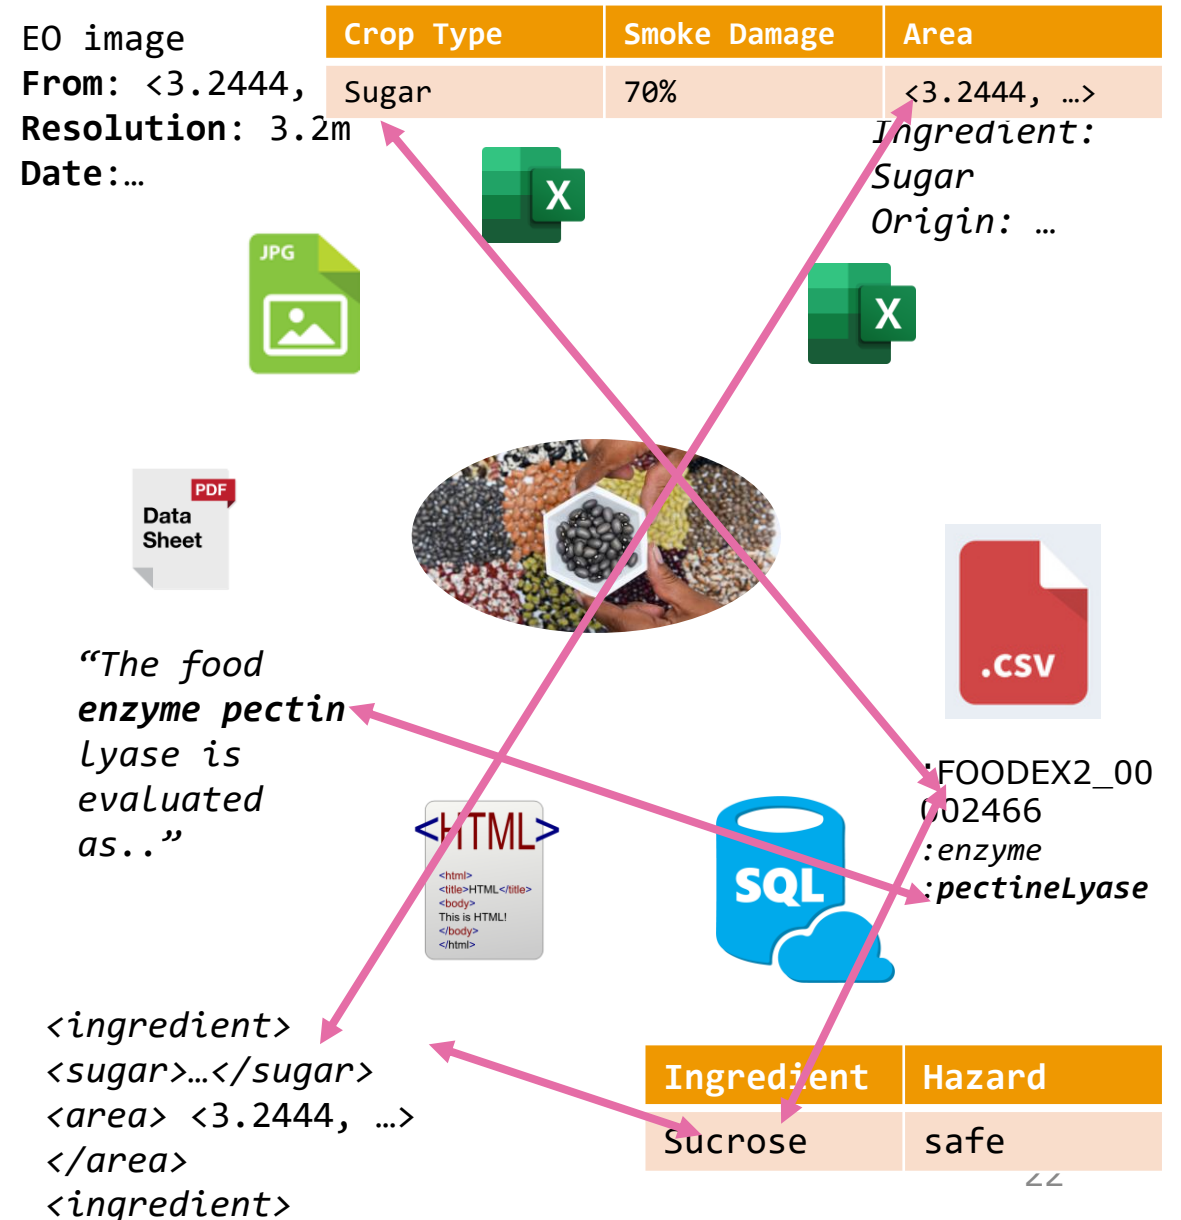 EO image
From: <3.2444,
Resolution: 3.2m
Date:…
Crop Type Smoke Damage Area
Sugar 70% <3.2444, …>
Ingredient:
Sugar
Origin: …
X
JPG
X
PDF
Data
Sheet
.csv
“The food
enzyme pectin
lyase is
evaluated
as..”
<HTML>
<html>
<title>HTML</title>
<body>
This is HTML!
</body>
</html>
SQL
:FOODEX2_00
002466
:enzyme
:pectineLyase
<ingredient>
<sugar>…</sugar>
<area> <3.2444, …>
</area>
<ingredient>
Ingredient Hazard
Sucrose safe
22